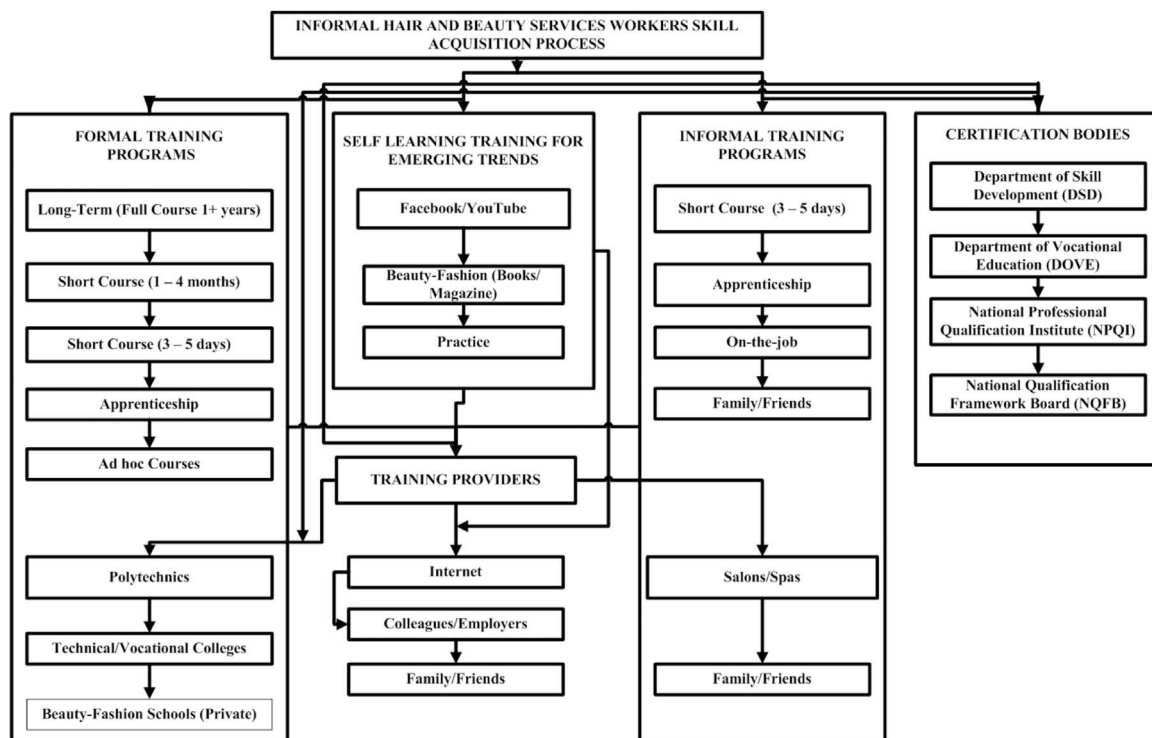 INFORMAL HAIR AND BEAUTY SERVICES WORKERS SKILL
ACQUISITION PROCESS
FORMAL TRAINING
PROGRAMS
Long-Term (Full Course 1+ years)
Short Course (1 – 4 months)
Short Course (3 – 5 days)
Apprenticeship
Ad hoc Courses
SELF LEARNING TRAINING FOR
EMERGING TRENDS
Facebook/YouTube
Beauty-Fashion (Books/
Magazine)
Practice
INFORMAL TRAINING
PROGRAMS
Short Course (3 – 5 days)
Apprenticeship
On-the-job
Family/Friends
CERTIFICATION BODIES
Department of Skill
Development (DSD)
Department of Vocational
Education (DOVE)
National Professional
Qualification Institute (NPQI)
National Qualification
Framework Board (NQFB)
TRAINING PROVIDERS
Polytechnics
Technical/Vocational Colleges
Beauty-Fashion Schools (Private)
Internet
Colleagues/Employers
Family/Friends
Salons/Spas
Family/Friends